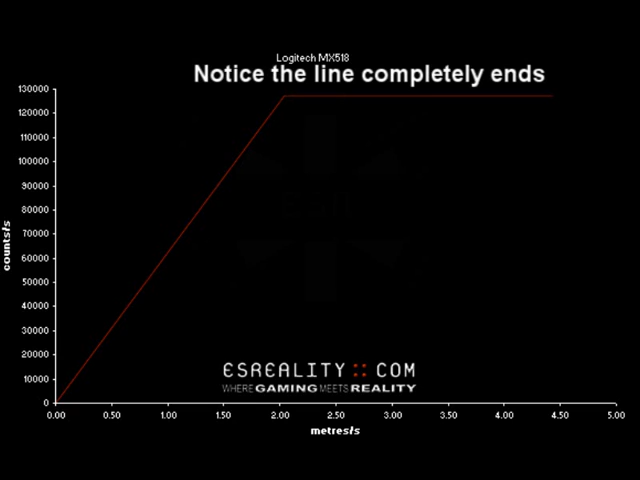 Logitech MX518
Notice the line completely ends
130000
120000
110000
100000
90000
80000
70000
60000
50000
40000
30000
20000
10000
0
counts/s
ESREALITY :: COM
WHERE GAMING MEETS REALITY
0.00 0.50 1.00 1.50 2.00 2.50 3.00 3.50 4.00 4.50 5.00
metres/s